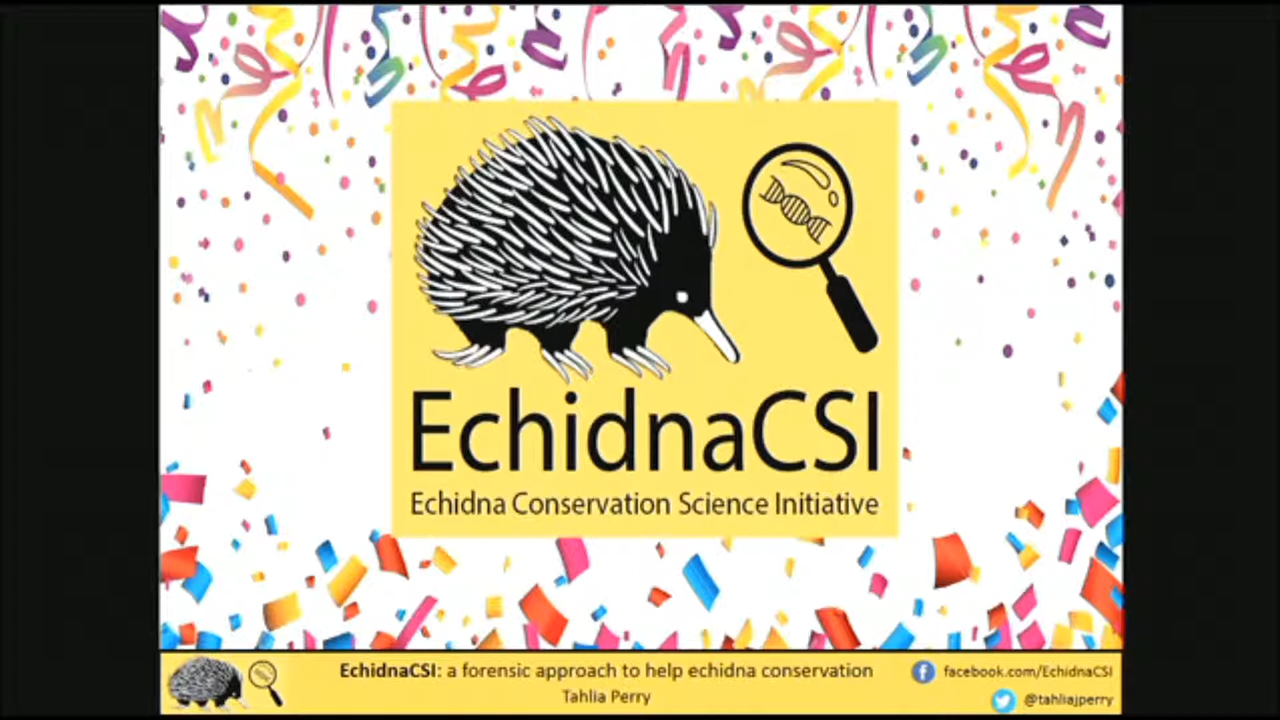 EchidnaCSI
Echidna Conservation Science Initiative
EchidnaCSI: a forensic approach to help echidna conservation
Tahlia Perry
facebook.com/EchidnaCSI
@tahliajperry